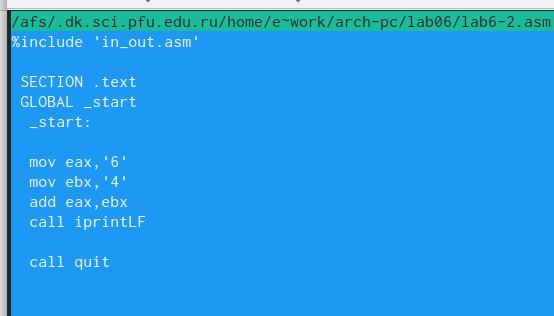 /afs/.dk.sci.pfu.edu.ru/home/e~work/arch-pc/lab06/lab6-2.asm
%include 'in_out.asm'
SECTION .text
GLOBAL _start
_start:
mov eax,'6'
mov ebx,'4'
add eax,ebx
call iprintLF
call quit